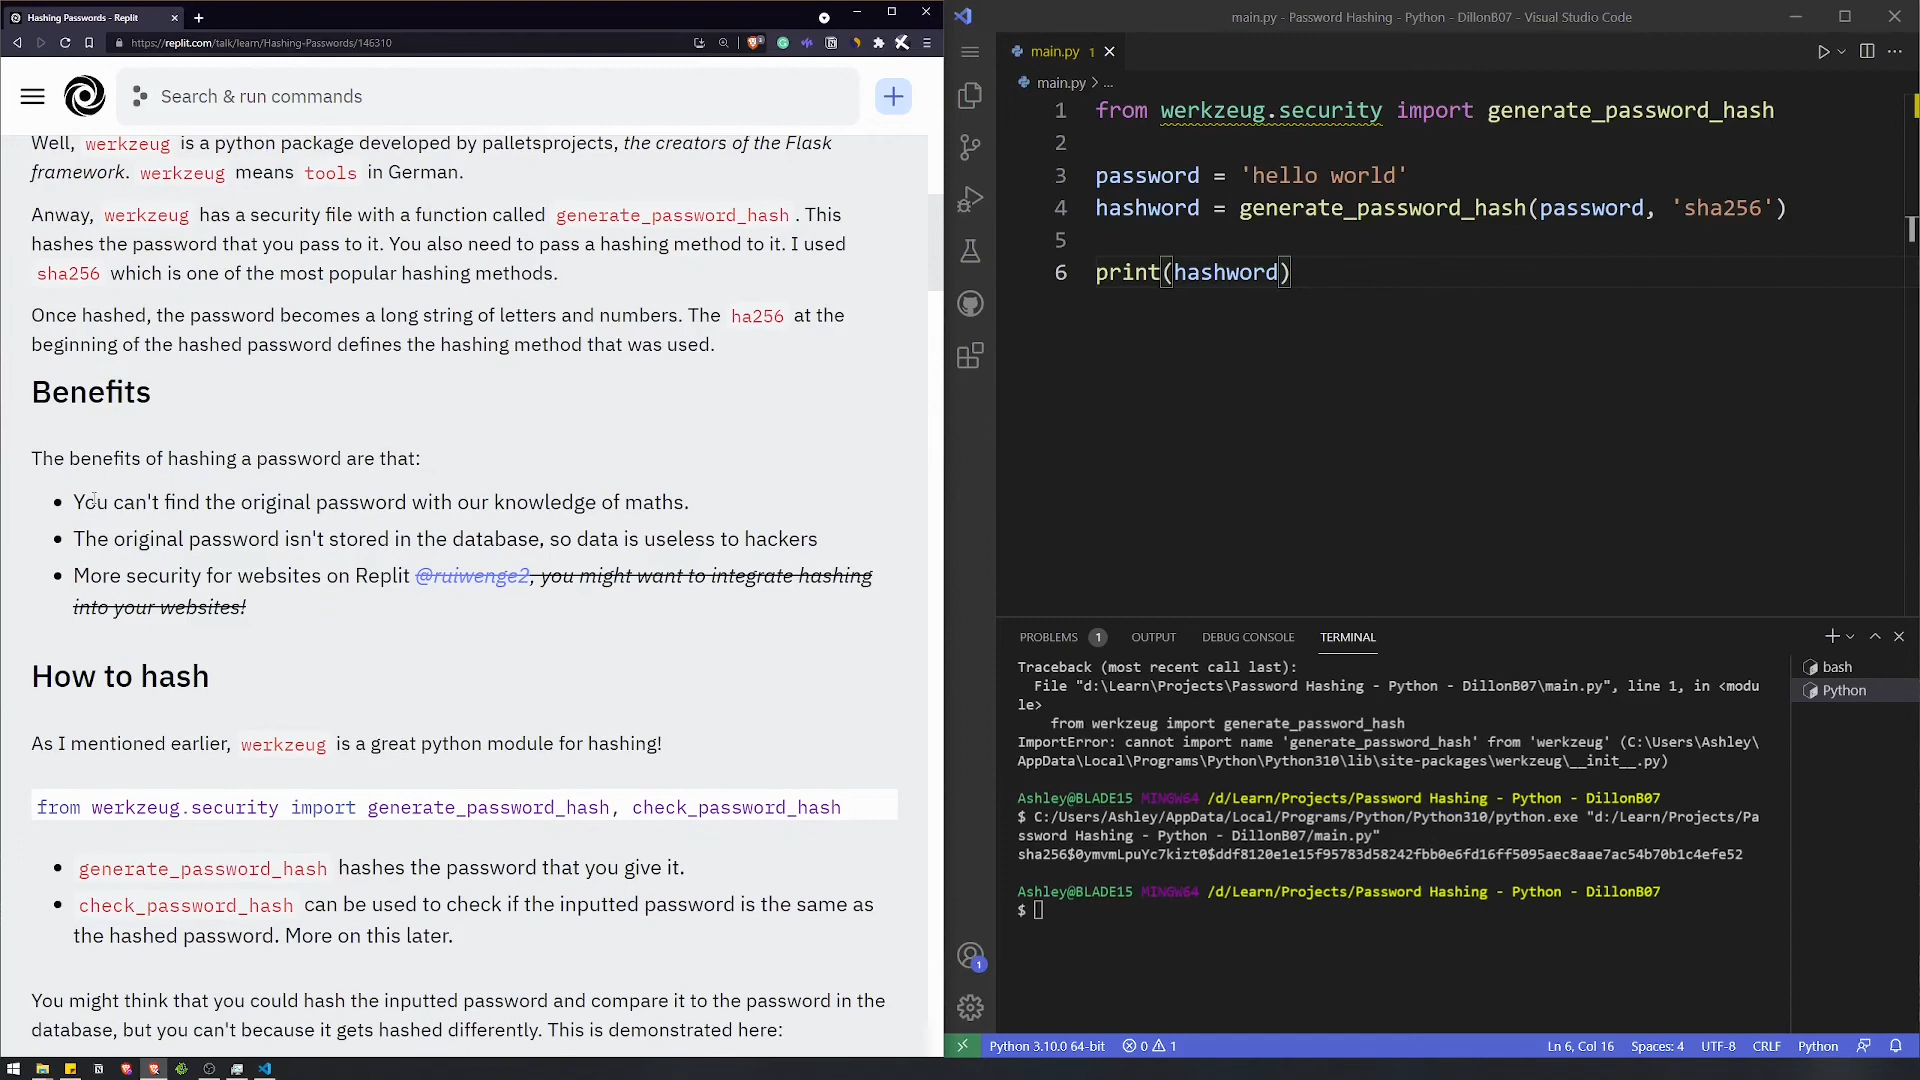 Hashing Passwords - Replit
https://replit.com/talk/learn/Hashing-Passwords/146310
Search & run commands
Well, werkzeug is a python package developed by palletsprojects, the creators of the Flask
framework. werkzeug means tools in German.
Anway, werkzeug has a security file with a function called generate_password_hash. This
hashes the password that you pass to it. You also need to pass a hashing method to it. I used
sha256 which is one of the most popular hashing methods.
Once hashed, the password becomes a long string of letters and numbers. The ha256 at the
beginning of the hashed password defines the hashing method that was used.
Benefits
The benefits of hashing a password are that:
• You can't find the original password with our knowledge of maths.
• The original password isn't stored in the database, so data is useless to hackers
• More security for websites on Replit @ruiwenge2, you might want to integrate hashing
into your websites!
How to hash
As I mentioned earlier, werkzeug is a great python module for hashing!
from werkzeug.security import generate_password_hash, check_password_hash
• generate_password_hash hashes the password that you give it.
• check_password_hash can be used to check if the inputted password is the same as
the hashed password. More on this later.
You might think that you could hash the inputted password and compare it to the password in the
database, but you can't because it gets hashed differently. This is demonstrated here:
main.py - Password Hashing - Python - DillonB07 - Visual Studio Code
main.py 1
main.py > ...
1 from werkzeug.security import generate_password_hash
2
3 password = 'hello world'
4 hashword = generate_password_hash(password, 'sha256')
5
6 print(hashword)
PROBLEMS 1 OUTPUT DEBUG CONSOLE TERMINAL
bash
Python
Traceback (most recent call last):
File "d:\Learn\Projects\Password Hashing - Python - DillonB07\main.py", line 1, in <modu
le>
from werkzeug import generate_password_hash
ImportError: cannot import name 'generate_password_hash' from 'werkzeug' (C:\Users\Ashley\
AppData\Local\Programs\Python\Python310\lib\site-packages\werkzeug\__init__.py)
Ashley@BLADE15 MINGW64 /d/Learn/Projects/Password Hashing - Python - DillonB07
$ C:/Users/Ashley/AppData/Local/Programs/Python/Python310/python.exe "d:/Learn/Projects/Pa
ssword Hashing - Python - DillonB07/main.py"
sha256$0ymvmLpuYc7kizt0$ddf8120e1e15f95783d58242fbb0e6fd16ff5095aec8aae7ac54b70b1c4efe52
Ashley@BLADE15 MINGW64 /d/Learn/Projects/Password Hashing - Python - DillonB07
$
1
Python 3.10.0 64-bit 0 1 Ln 6, Col 16 Spaces: 4 UTF-8 CRLF Python